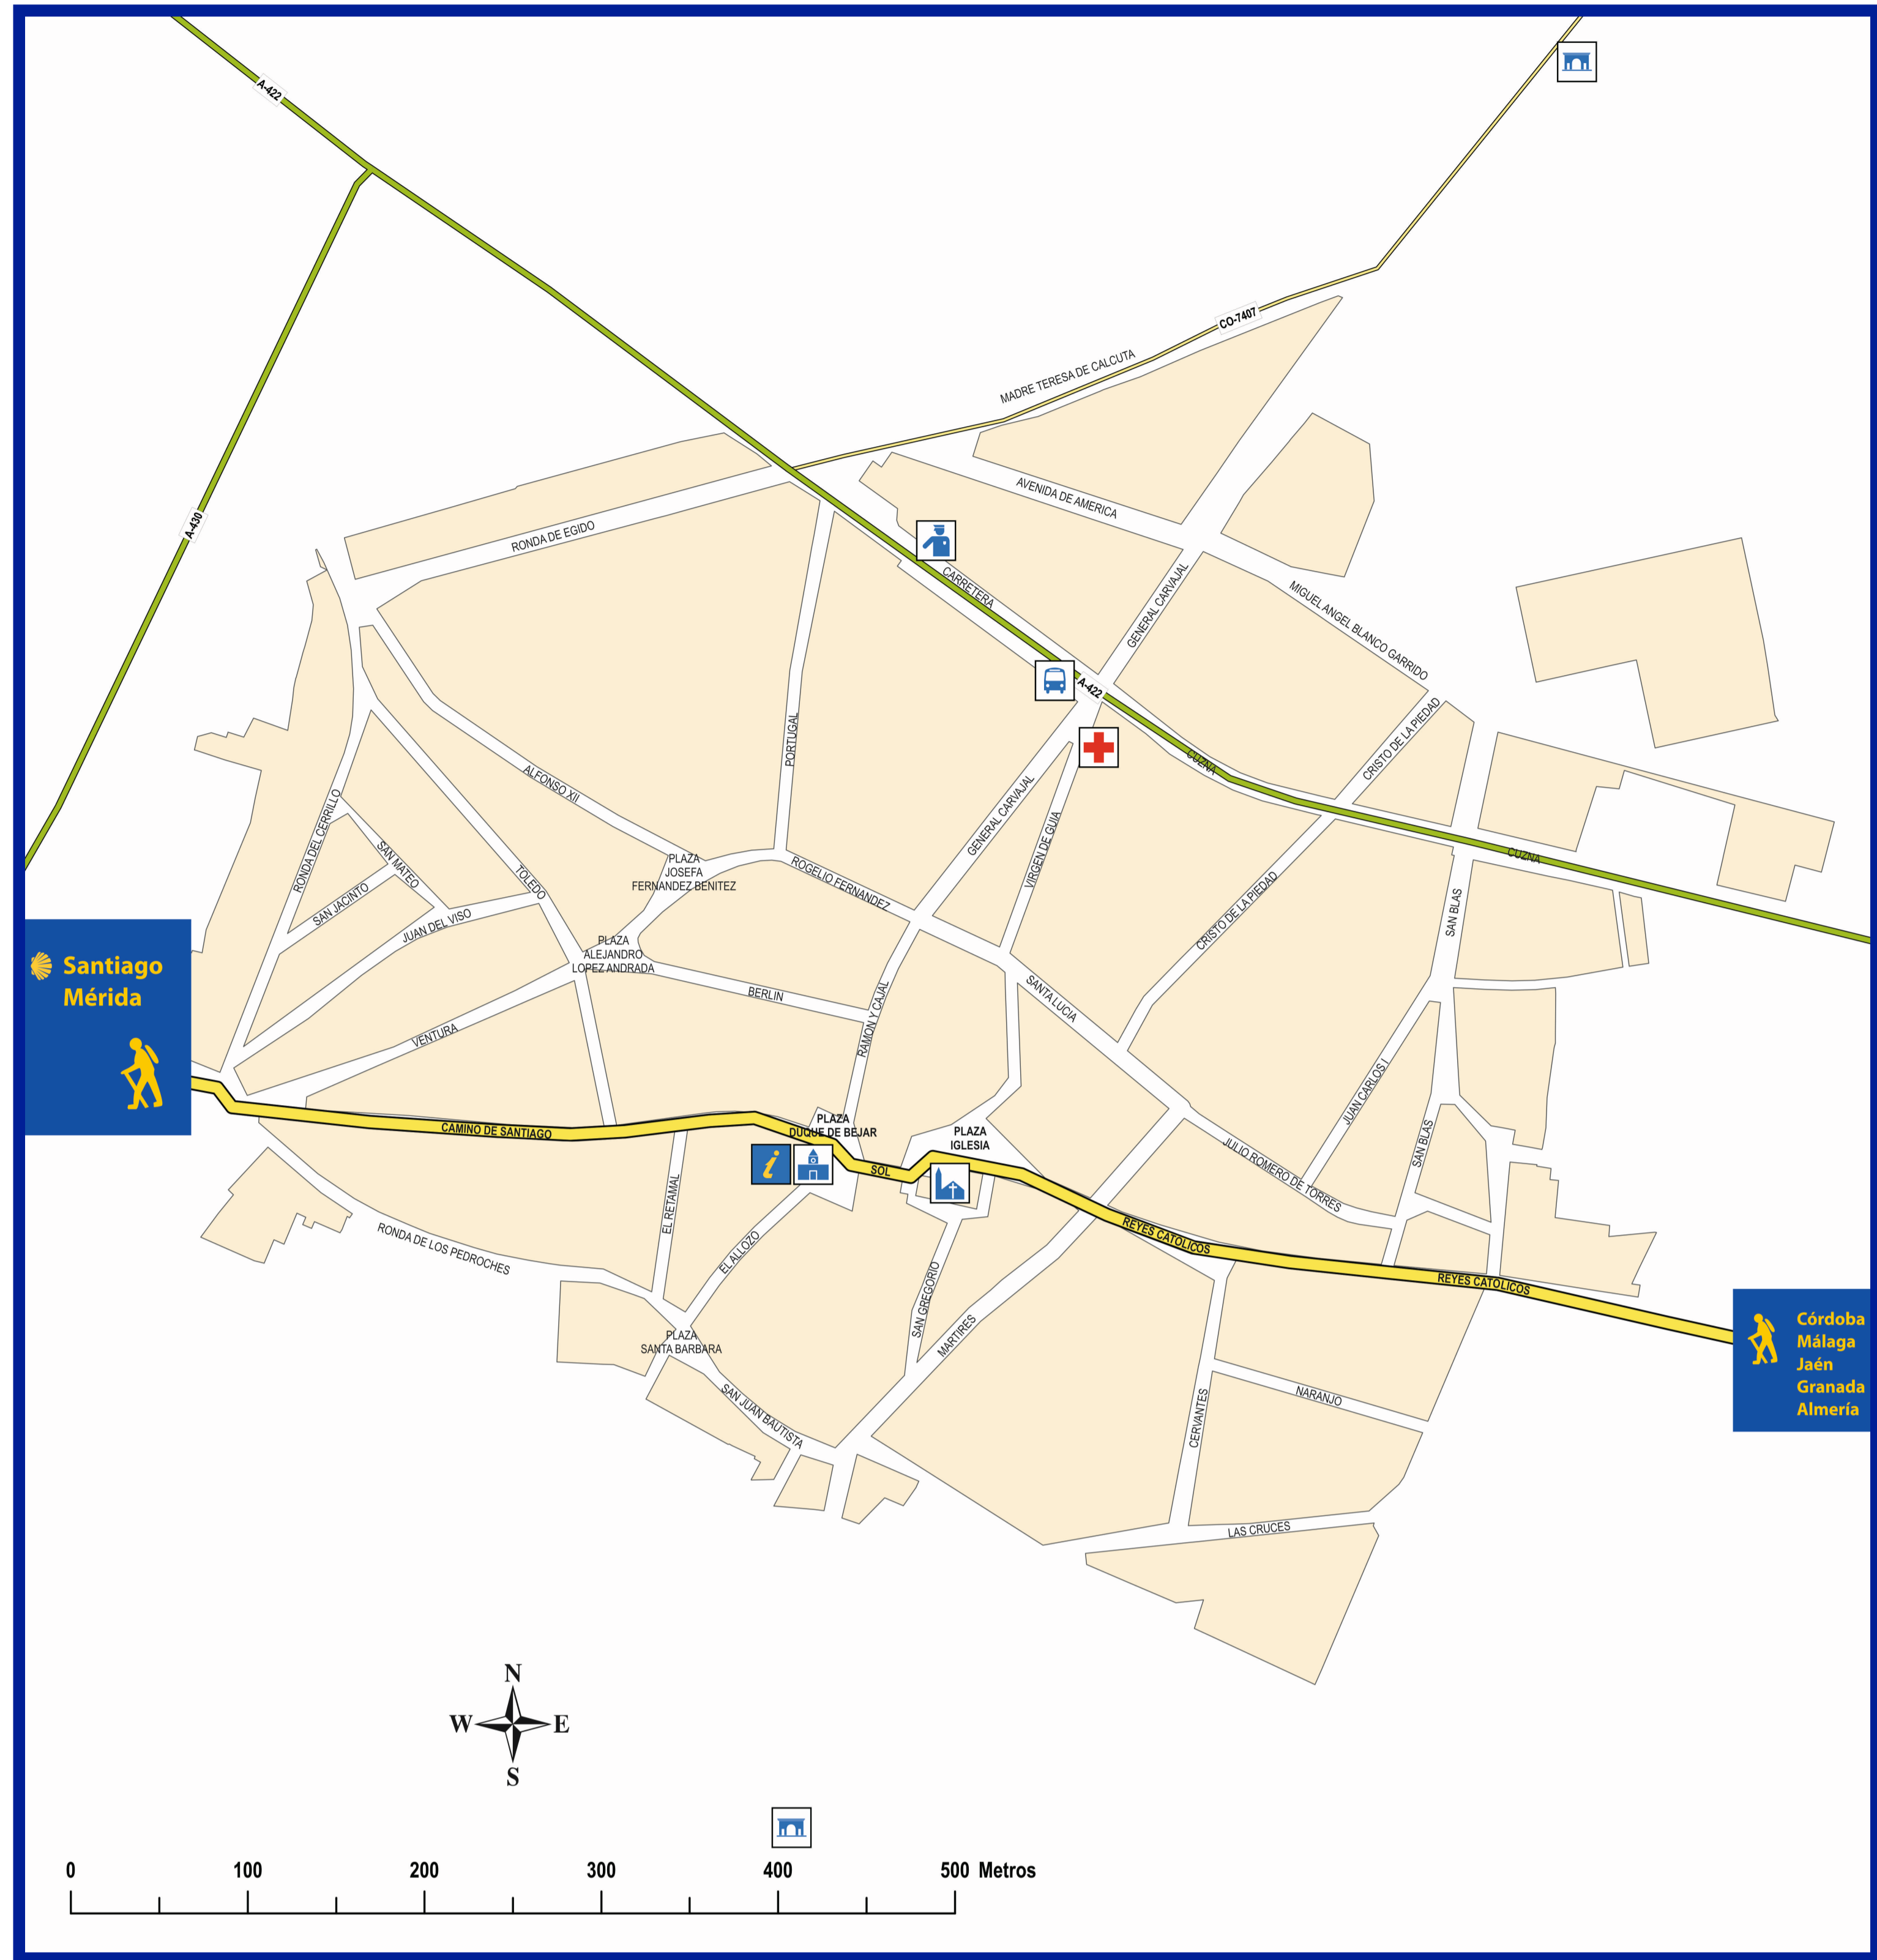 A-422
A-430
CO-7407
MADRE TERESA DE CALCUTA
AVENIDA DE AMERICA
RONDA DE EGIDO
CARRETERA
GENERAL CARVAJAL
MIGUEL ANGEL BLANCO GARRIDO
A-422
CRISTO DE LA PIEDAD
CUZNA
PORTUGAL
ALFONSO XII
GENERAL CARVAJAL
VIRGEN DE GUIA
RONDA DEL CERRILLO
SAN MATEO
TOLEDO
PLAZA
JOSEFA
FERNANDEZ BENITEZ
ROGELIO FERNANDEZ
CUZNA
SAN JACINTO
JUAN DEL VISO
CRISTO DE LA PIEDAD
SAN BLAS
PLAZA
ALEJANDRO
LOPEZ ANDRADA
Santiago
Mérida
BERLIN
RAMON Y CAJAL
SANTA LUCIA
VENTURA
JUAN CARLOS I
CAMINO DE SANTIAGO
PLAZA
DUQUE DE BEJAR
PLAZA
IGLESIA
i
SOL
JULIO ROMERO DE TORRES
SAN BLAS
EL RETAMAL
RONDA DE LOS PEDROCHES
EL ALLOZO
REYES CATOLICOS
REYES CATOLICOS
SAN GREGORIO
MARTIRES
PLAZA
SANTA BARBARA
Córdoba
Málaga
Jaén
Granada
Almería
SAN JUAN BAUTISTA
CERVANTES
NARANJO
LAS CRUCES
N
W E
S
0 100 200 300 400 500 Metros